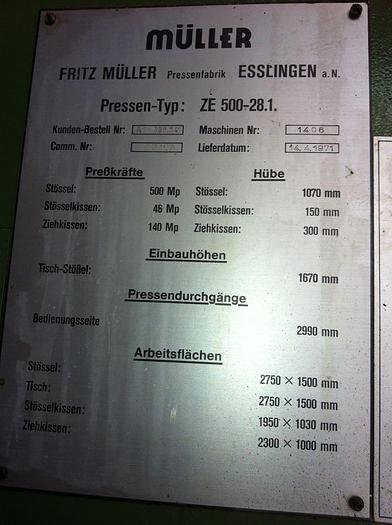 MÜLLER
FRITZ MÜLLER Pressenfabrik ESSLINGEN a.N.
Pressen-Typ: ZE 500-28.1.
Kunden-Bestell Nr: Maschinen Nr: 1406
Comm. Nr: Lieferdatum: 14.4.1971
Preßkräfte Hübe
Stössel: 500 Mp Stössel: 1070 mm
Stösselkissen: 46 Mp Stösselkissen: 150 mm
Ziehkissen: 140 Mp Ziehkissen: 300 mm
Einbauhöhen
Tisch-Stößel: 1670 mm
Pressendurchgänge
Bedienungsseite 2990 mm
Arbeitsflächen
Stössel: 2750 × 1500 mm
Tisch: 2750 × 1500 mm
Stösselkissen: 1950 × 1030 mm
Ziehkissen: 2300 × 1000 mm